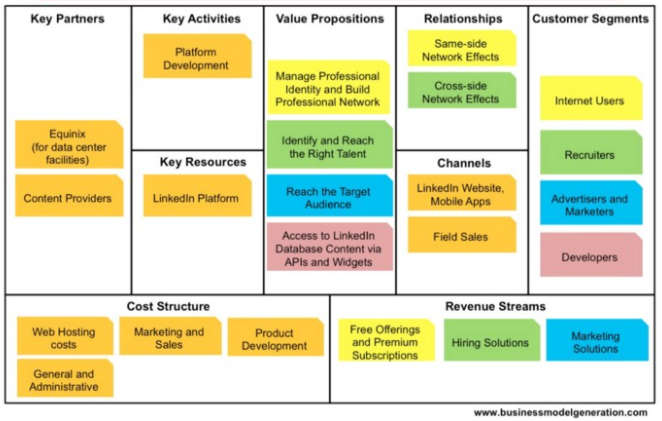 Key Partners
Equinix
(for data center
facilities)
Content Providers
Key Activities
Platform
Development
Key Resources
LinkedIn Platform
Value Propositions
Manage Professional
Identity and Build
Professional Network
Identify and Reach
the Right Talent
Reach the Target
Audience
Access to LinkedIn
Database Content via
APIs and Widgets
Relationships
Same-side
Network Effects
Cross-side
Network Effects
Channels
LinkedIn Website,
Mobile Apps
Field Sales
Customer Segments
Internet Users
Recruiters
Advertisers and
Marketers
Developers
Cost Structure
Web Hosting
costs
Marketing and
Sales
Product
Development
General and
Administrative
Revenue Streams
Free Offerings
and Premium
Subscriptions
Hiring Solutions
Marketing
Solutions
www.businessmodelgeneration.com